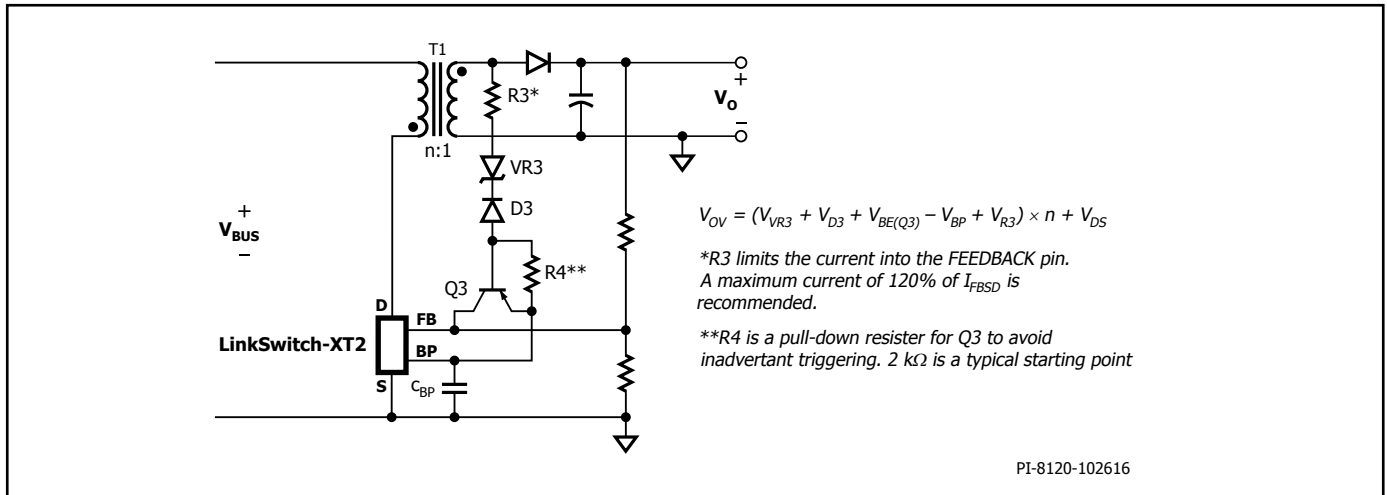 T1
R3*
+
V_O
−
n:1
VR3
D3
+
V_BUS
−
R4**
Q3
D
FB
LinkSwitch-XT2
BP
S
C_BP
V_OV = (V_VR3 + V_D3 + V_BE(Q3) − V_BP + V_R3) × n + V_DS
*R3 limits the current into the FEEDBACK pin.
A maximum current of 120% of I_FBSD is
recommended.
**R4 is a pull-down resister for Q3 to avoid
inadvertant triggering. 2 kΩ is a typical starting point
PI-8120-102616